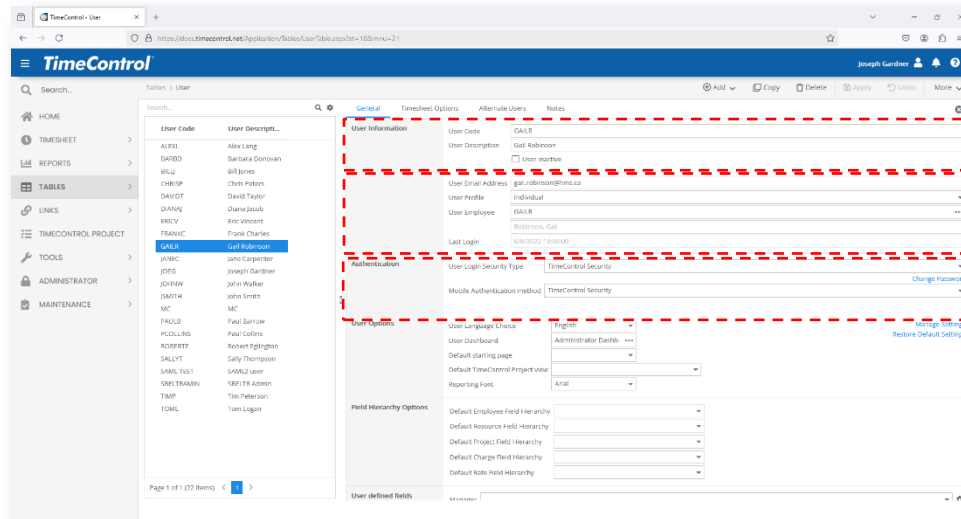 TimeControl - User
https://docs.timecontrol.net/Application/Tables/UserTable.aspx?st=18&mnu=21
TimeControl
Joseph Gardner
Search...
Tables > User
Add
Copy
Delete
Apply
Undo
More
HOME
TIMESHEET
REPORTS
TABLES
LINKS
TIMECONTROL PROJECT
TOOLS
ADMINISTRATOR
MAINTENANCE
Search...
User Code User Descripti...
ALEXL Alex Lang
BARBD Barbara Donovan
BILLJ Bill Jones
CHRISP Chris Peters
DAVIDT David Taylor
DIANAJ Diana Jacob
ERICV Eric Vincent
FRANKC Frank Charles
GAILR Gail Robinson
JANEC Jane Carpenter
JOEG Joseph Gardner
JOHNW John Walker
JSMITH John Smith
MC MC
PAULB Paul Barrow
PCOLLINS Paul Collins
ROBERTE Robert Eglington
SALLYT Sally Thompson
SAML TEST SAML2 user
SBELTRAMIN SBELTR Admin
TIMP Tim Peterson
TOML Tom Logan
Page 1 of 1 (22 items) 1
General Timesheet Options Alternate Users Notes
User Information
User Code GAILR
User Description Gail Robinson
User Inactive
User Email Address gail.robinson@hms.ca
User Profile Individual
User Employee GAILR
Robinson, Gail
Last Login
Authentication
User Login Security Type TimeControl Security
Change Passwor
Mobile Authentication method TimeControl Security
User Options
User Language Choice English
Manage Setting
Restore Default Setting
User Dashboard Administrator Dashb
Default starting page
Default TimeControl Project view
Reporting Font Arial
Field Hierarchy Options
Default Employee Field Hierarchy
Default Resource Field Hierarchy
Default Project Field Hierarchy
Default Charge Field Hierarchy
Default Rate Field Hierarchy
User defined fields
Manager